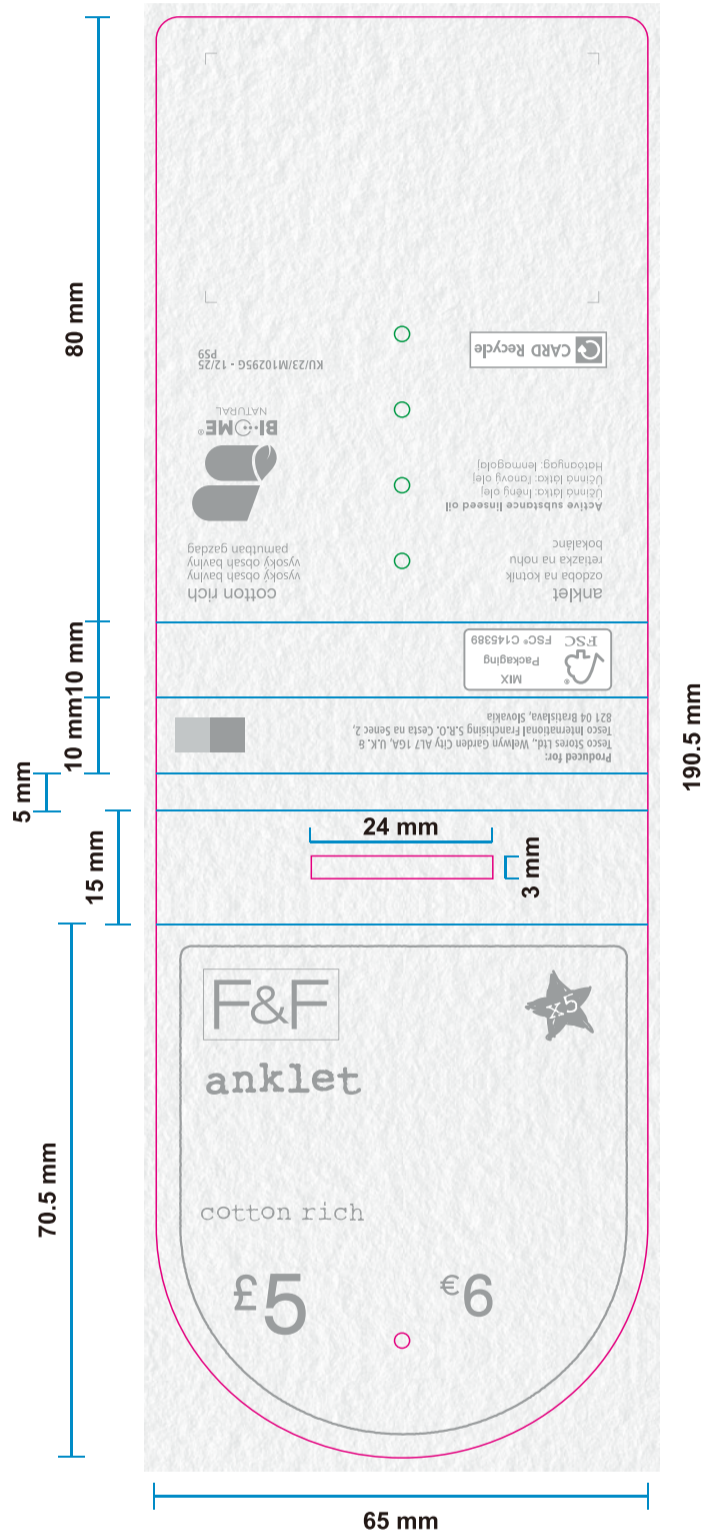 80 mm
KU/23/M10295G - 12/25
PS9
CARD Recycle
BI OME®
NATURAL
cotton rich
vysoký obsah bavlny
vysoký obsah bavlny
pamutban gazdag
Active substance linseed oil
Účinná látka: lněný olej
Účinná látka: ľanový olej
Hatóanyag: lenmagolaj
anklet
ozdoba na kotník
retiazka na nohu
bokalánc
10 mm
®
MIX
Packaging
FSC
FSC® C145389
10 mm
Produced for:
Tesco Stores Ltd., Welwyn Garden City AL7 1GA, U.K. &
Tesco International Franchising S.R.O. Cesta na Senec 2,
821 04 Bratislava, Slovakia
190.5 mm
5 mm
15 mm
24 mm
3 mm
70.5 mm
F&F
x5
anklet
cotton rich
£5
€6
65 mm